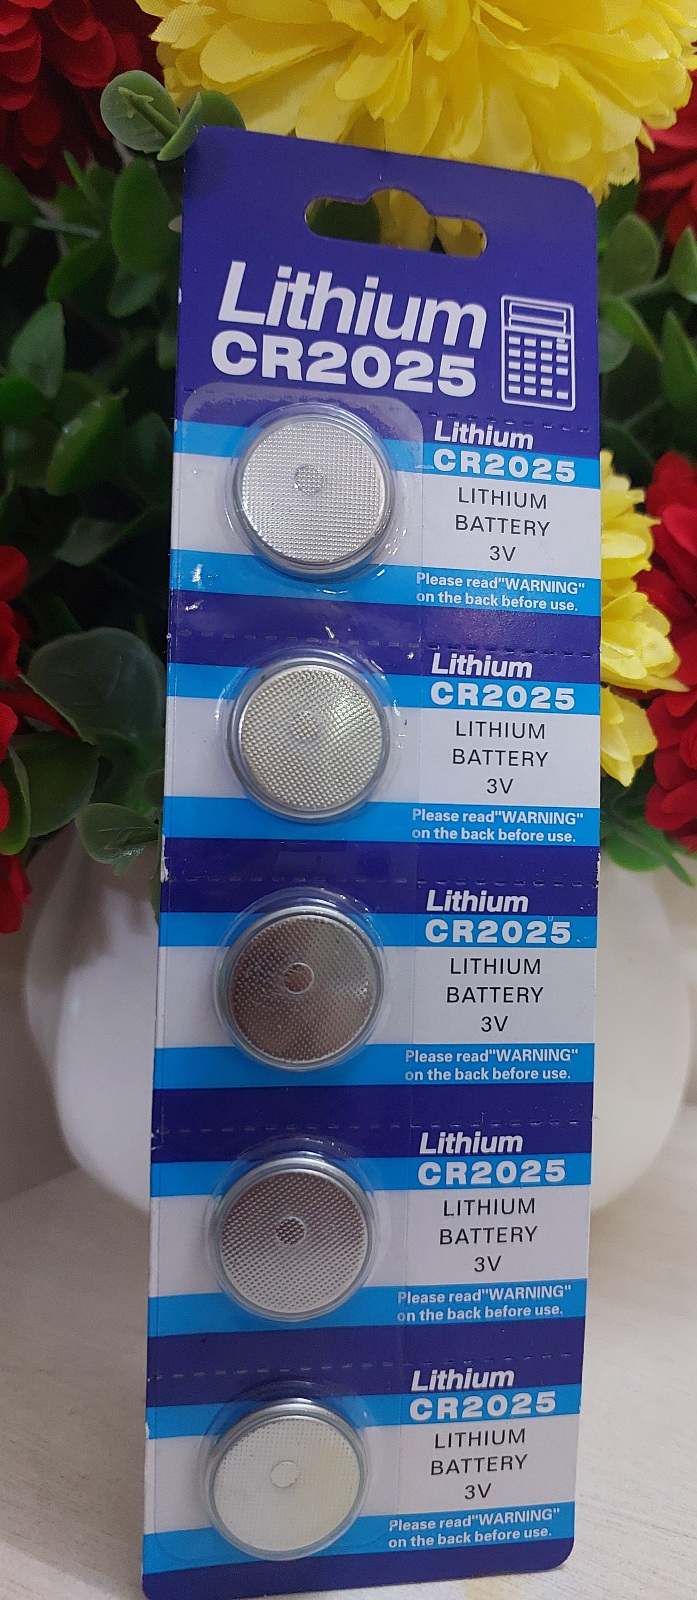 Lithium
CR2025
Lithium
CR2025
LITHIUM
BATTERY
3V
Please read"WARNING"
on the back before use.
Lithium
CR2025
LITHIUM
BATTERY
3V
Please read"WARNING"
on the back before use.
Lithium
CR2025
LITHIUM
BATTERY
3V
Please read"WARNING"
on the back before use.
Lithium
CR2025
LITHIUM
BATTERY
3V
Please read"WARNING"
on the back before use.
Lithium
CR2025
LITHIUM
BATTERY
3V
Please read"WARNING"
on the back before use.